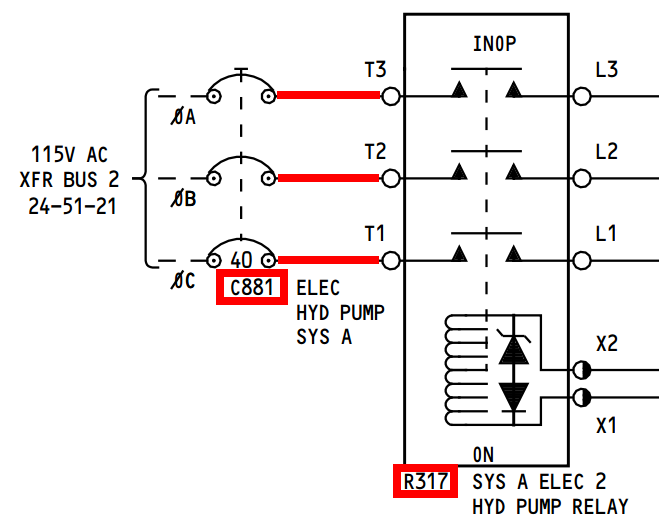 INOP
T3
L3
ØA
115V AC
XFR BUS 2
24-51-21
T2
L2
ØB
T1
L1
40
ØC
C881
ELEC
HYD PUMP
SYS A
X2
X1
ON
R317
SYS A ELEC 2
HYD PUMP RELAY